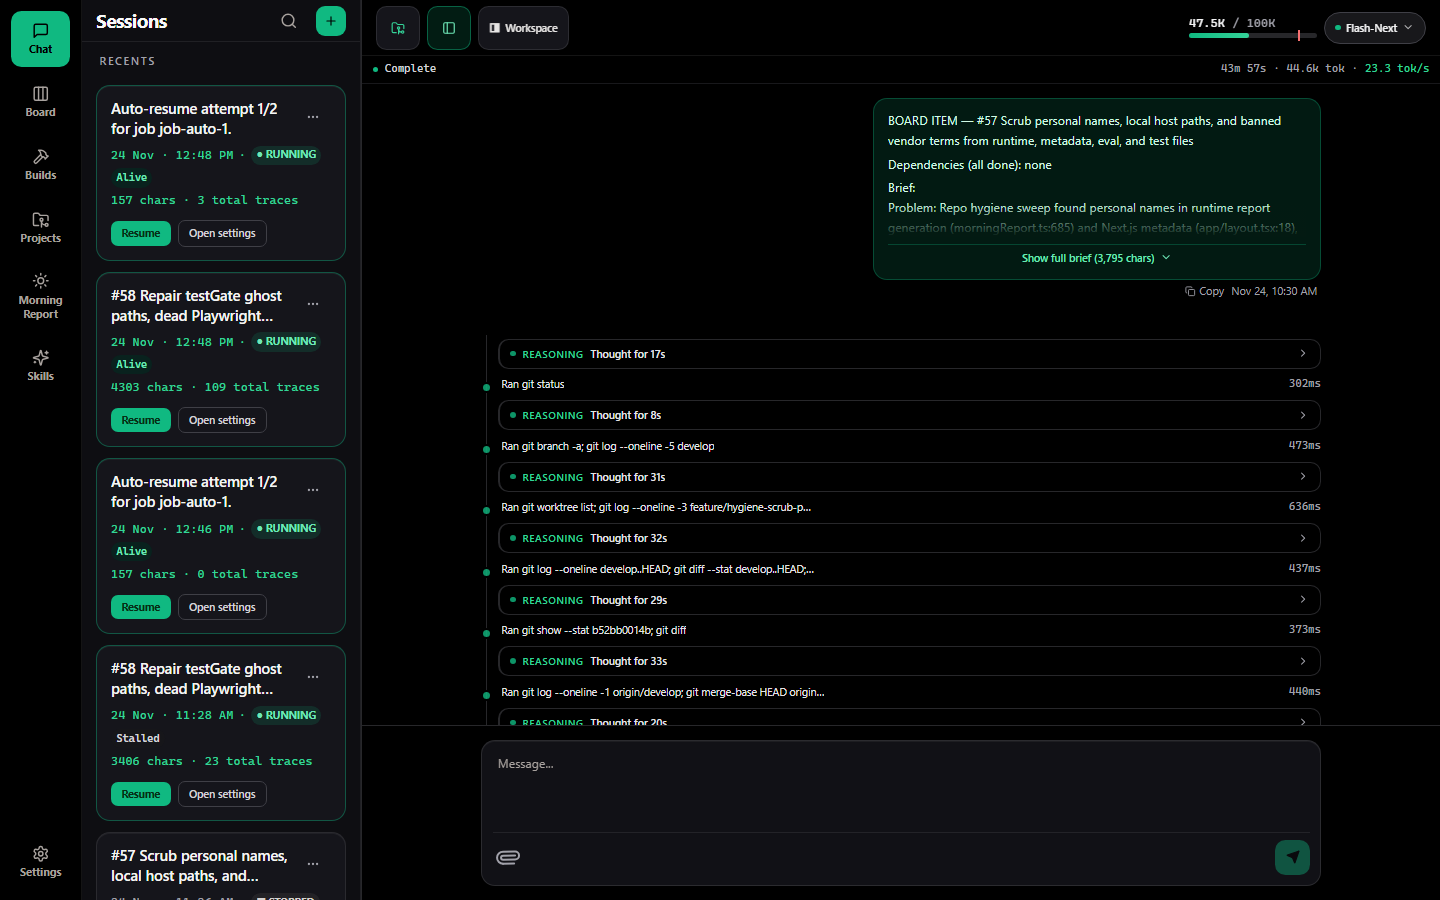 Chat
Board
Builds
Projects
Morning
Report
Skills
Settings
Sessions
RECENTS
Auto-resume attempt 1/2
for job job-auto-1.
...
24 Nov · 12:48 PM · RUNNING
Alive
157 chars · 3 total traces
Resume
Open settings
#58 Repair testGate ghost
paths, dead Playwright...
...
24 Nov · 12:48 PM · RUNNING
Alive
4303 chars · 109 total traces
Resume
Open settings
Auto-resume attempt 1/2
for job job-auto-1.
...
24 Nov · 12:46 PM · RUNNING
Alive
157 chars · 0 total traces
Resume
Open settings
#58 Repair testGate ghost
paths, dead Playwright...
...
24 Nov · 11:28 AM · RUNNING
Stalled
3406 chars · 23 total traces
Resume
Open settings
#57 Scrub personal names,
local host paths, and...
...
Workspace
47.5K / 100K
Flash-Next
Complete
43m 57s · 44.6k tok · 23.3 tok/s
BOARD ITEM — #57 Scrub personal names, local host paths, and banned
vendor terms from runtime, metadata, eval, and test files
Dependencies (all done): none
Brief:
Problem: Repo hygiene sweep found personal names in runtime report
generation (morningReport.ts:685) and Next.js metadata (app/layout.tsx:18),
Show full brief (3,795 chars)
Copy Nov 24, 10:30 AM
REASONING Thought for 17s
Ran git status 302ms
REASONING Thought for 8s
Ran git branch -a; git log --oneline -5 develop 473ms
REASONING Thought for 31s
Ran git worktree list; git log --oneline -3 feature/hygiene-scrub-p... 636ms
REASONING Thought for 32s
Ran git log --oneline develop..HEAD; git diff --stat develop..HEAD;... 437ms
REASONING Thought for 29s
Ran git show --stat b52bb0014b; git diff 373ms
REASONING Thought for 33s
Ran git log --oneline -1 origin/develop; git merge-base HEAD origin... 440ms
REASONING Thought for 20s
Message...